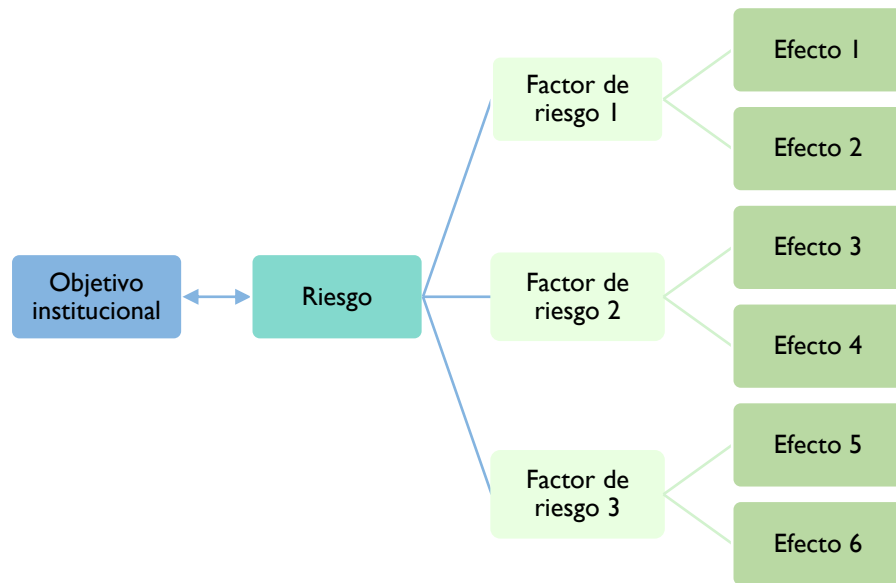 Objetivo
institucional
Riesgo
Factor de
riesgo 1
Efecto 1
Efecto 2
Factor de
riesgo 2
Efecto 3
Efecto 4
Factor de
riesgo 3
Efecto 5
Efecto 6